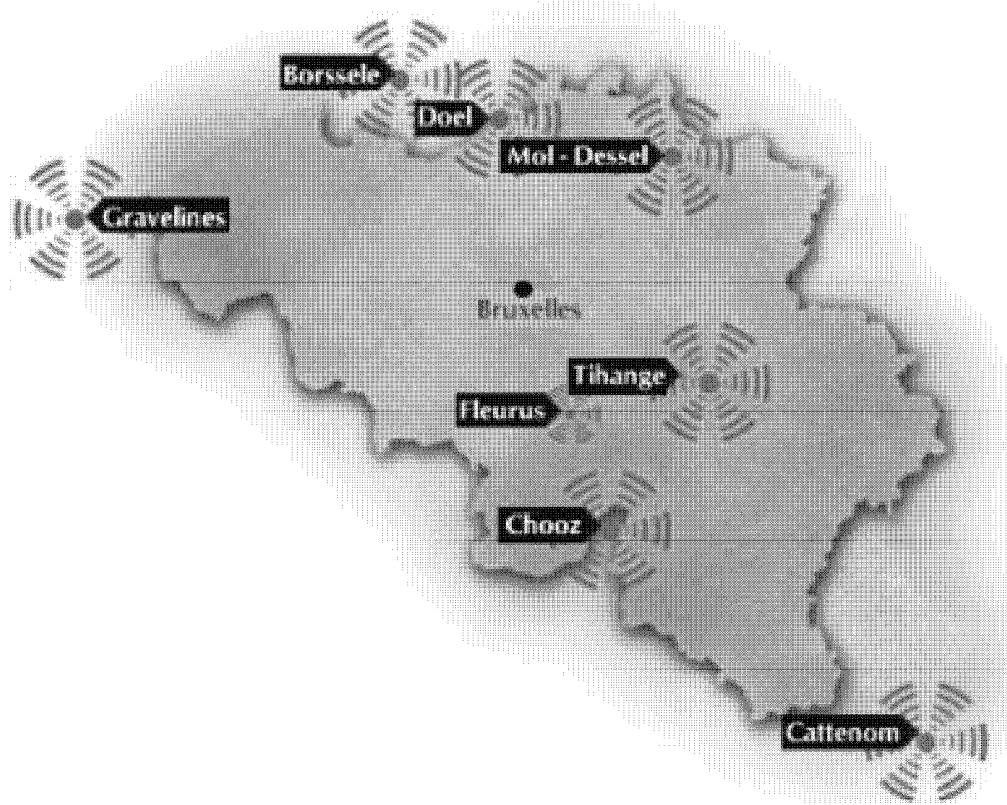 Borssele
Doel
Mol - Dessel
Gravelines
Bruxelles
Tihange
Fleurus
Chooz
Cattenom